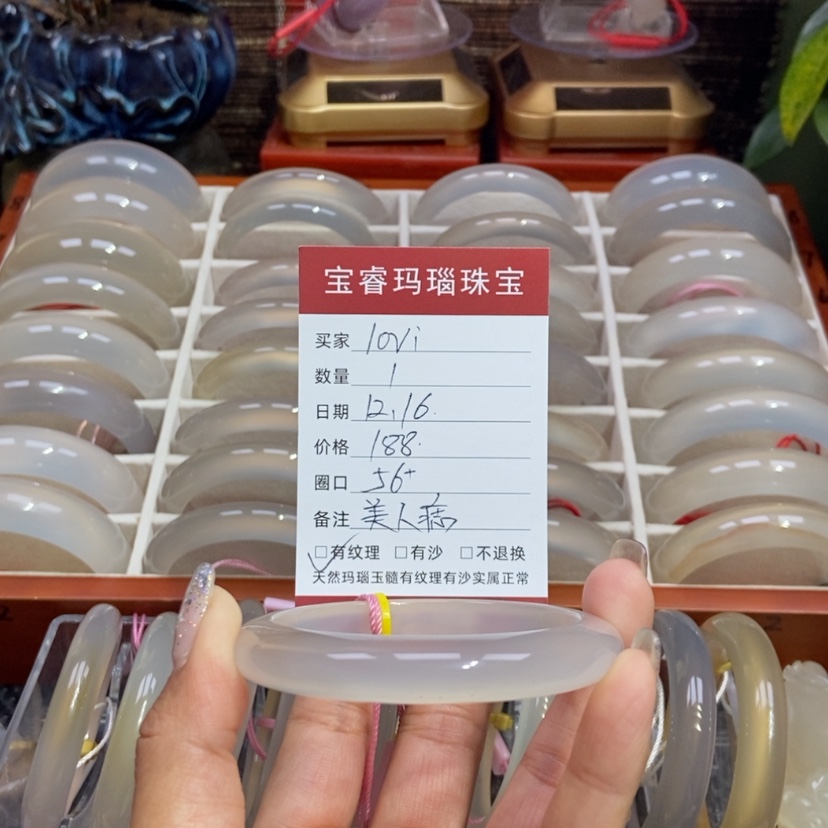 宝睿玛瑙珠宝
买家 lovi
数量 1
日期 12.16.
价格 188.
圈口 56+
备注 美人痣
☑有纹理 □有沙 □不退换
天然玛瑙玉髓有纹理有沙实属正常